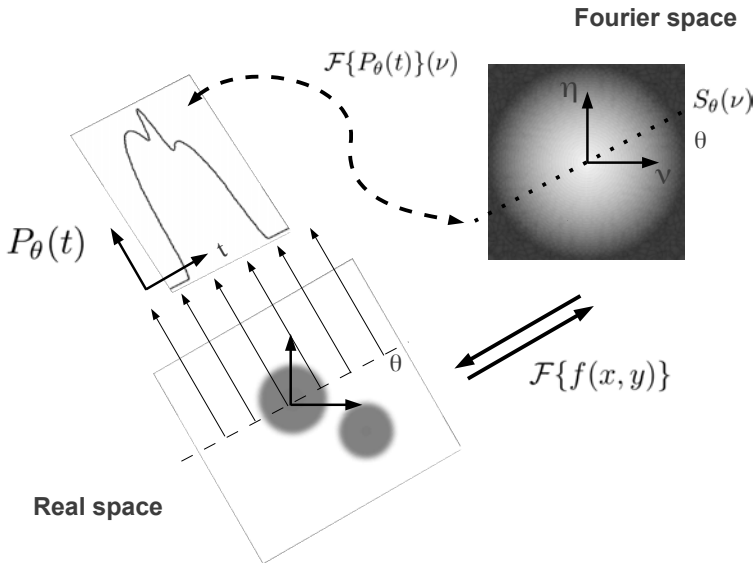 Fourier space
𝓕{P_θ(t)}(ν)
S_θ(ν)
η
θ
ν
P_θ(t)
t
θ
𝓕{f(x, y)}
Real space